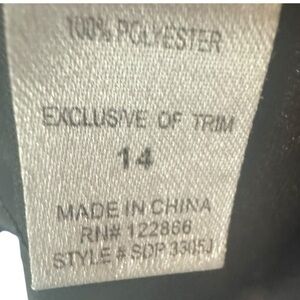 100% POLYESTER
EXCLUSIVE OF TRIM
14
MADE IN CHINA
RN# 122866
STYLE # SDP 3305J